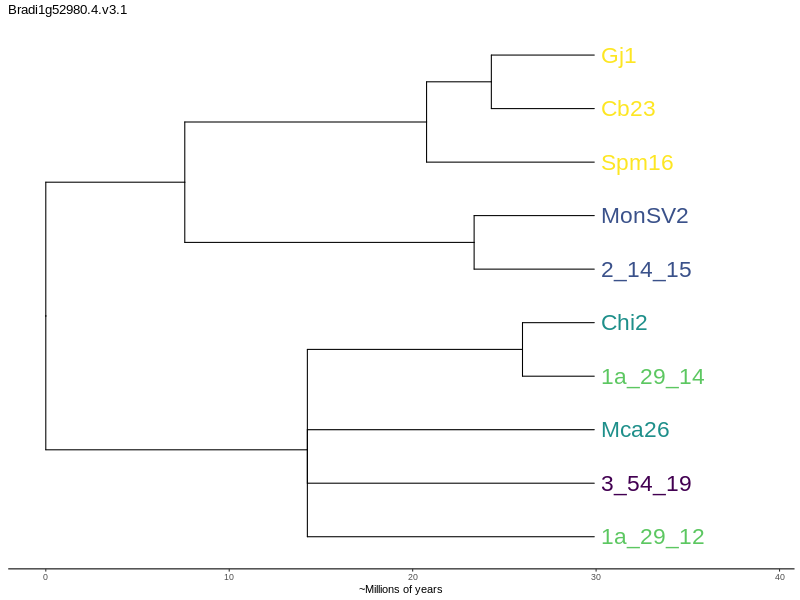 Bradi1g52980.4.v3.1
Gj1
Cb23
Spm16
MonSV2
2_14_15
Chi2
1a_29_14
Mca26
3_54_19
1a_29_12
0 10 20 30 40
~Millions of years